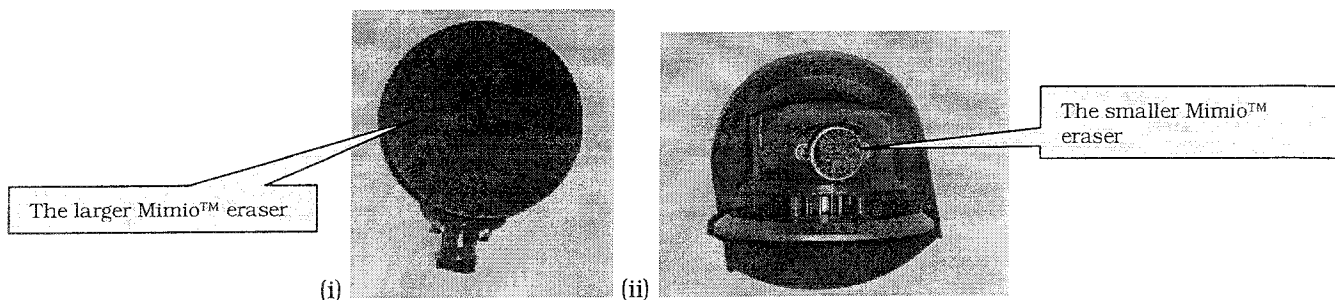 The larger Mimio™ eraser
(i)
(ii)
The smaller Mimio™
eraser